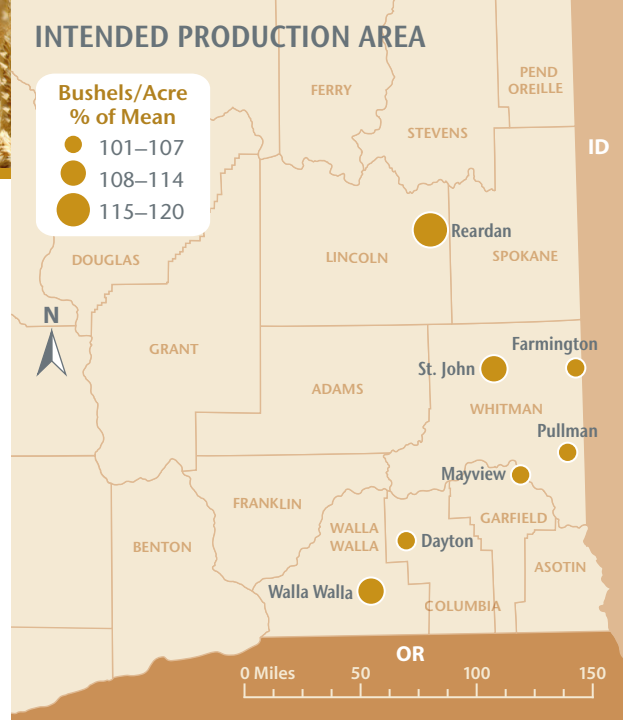 INTENDED PRODUCTION AREA
Bushels/Acre
% of Mean
101–107
108–114
115–120
FERRY
PEND
OREILLE
STEVENS
ID
Reardan
LINCOLN
SPOKANE
DOUGLAS
N
GRANT
Farmington
St. John
ADAMS
WHITMAN
Pullman
Mayview
FRANKLIN
GARFIELD
WALLA
WALLA
Dayton
BENTON
ASOTIN
Walla Walla
COLUMBIA
OR
0 Miles 50 100 150